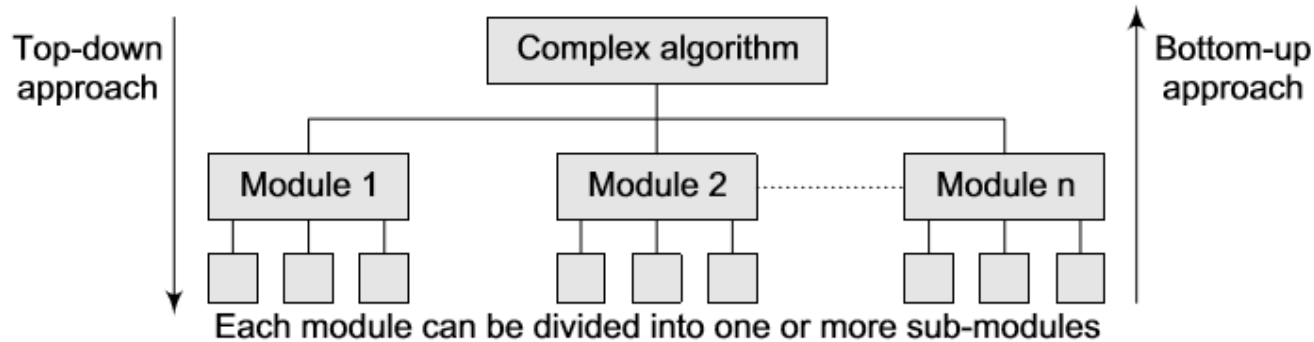 Top-down
approach
Complex algorithm
Bottom-up
approach
Module 1
Module 2
Module n
Each module can be divided into one or more sub-modules